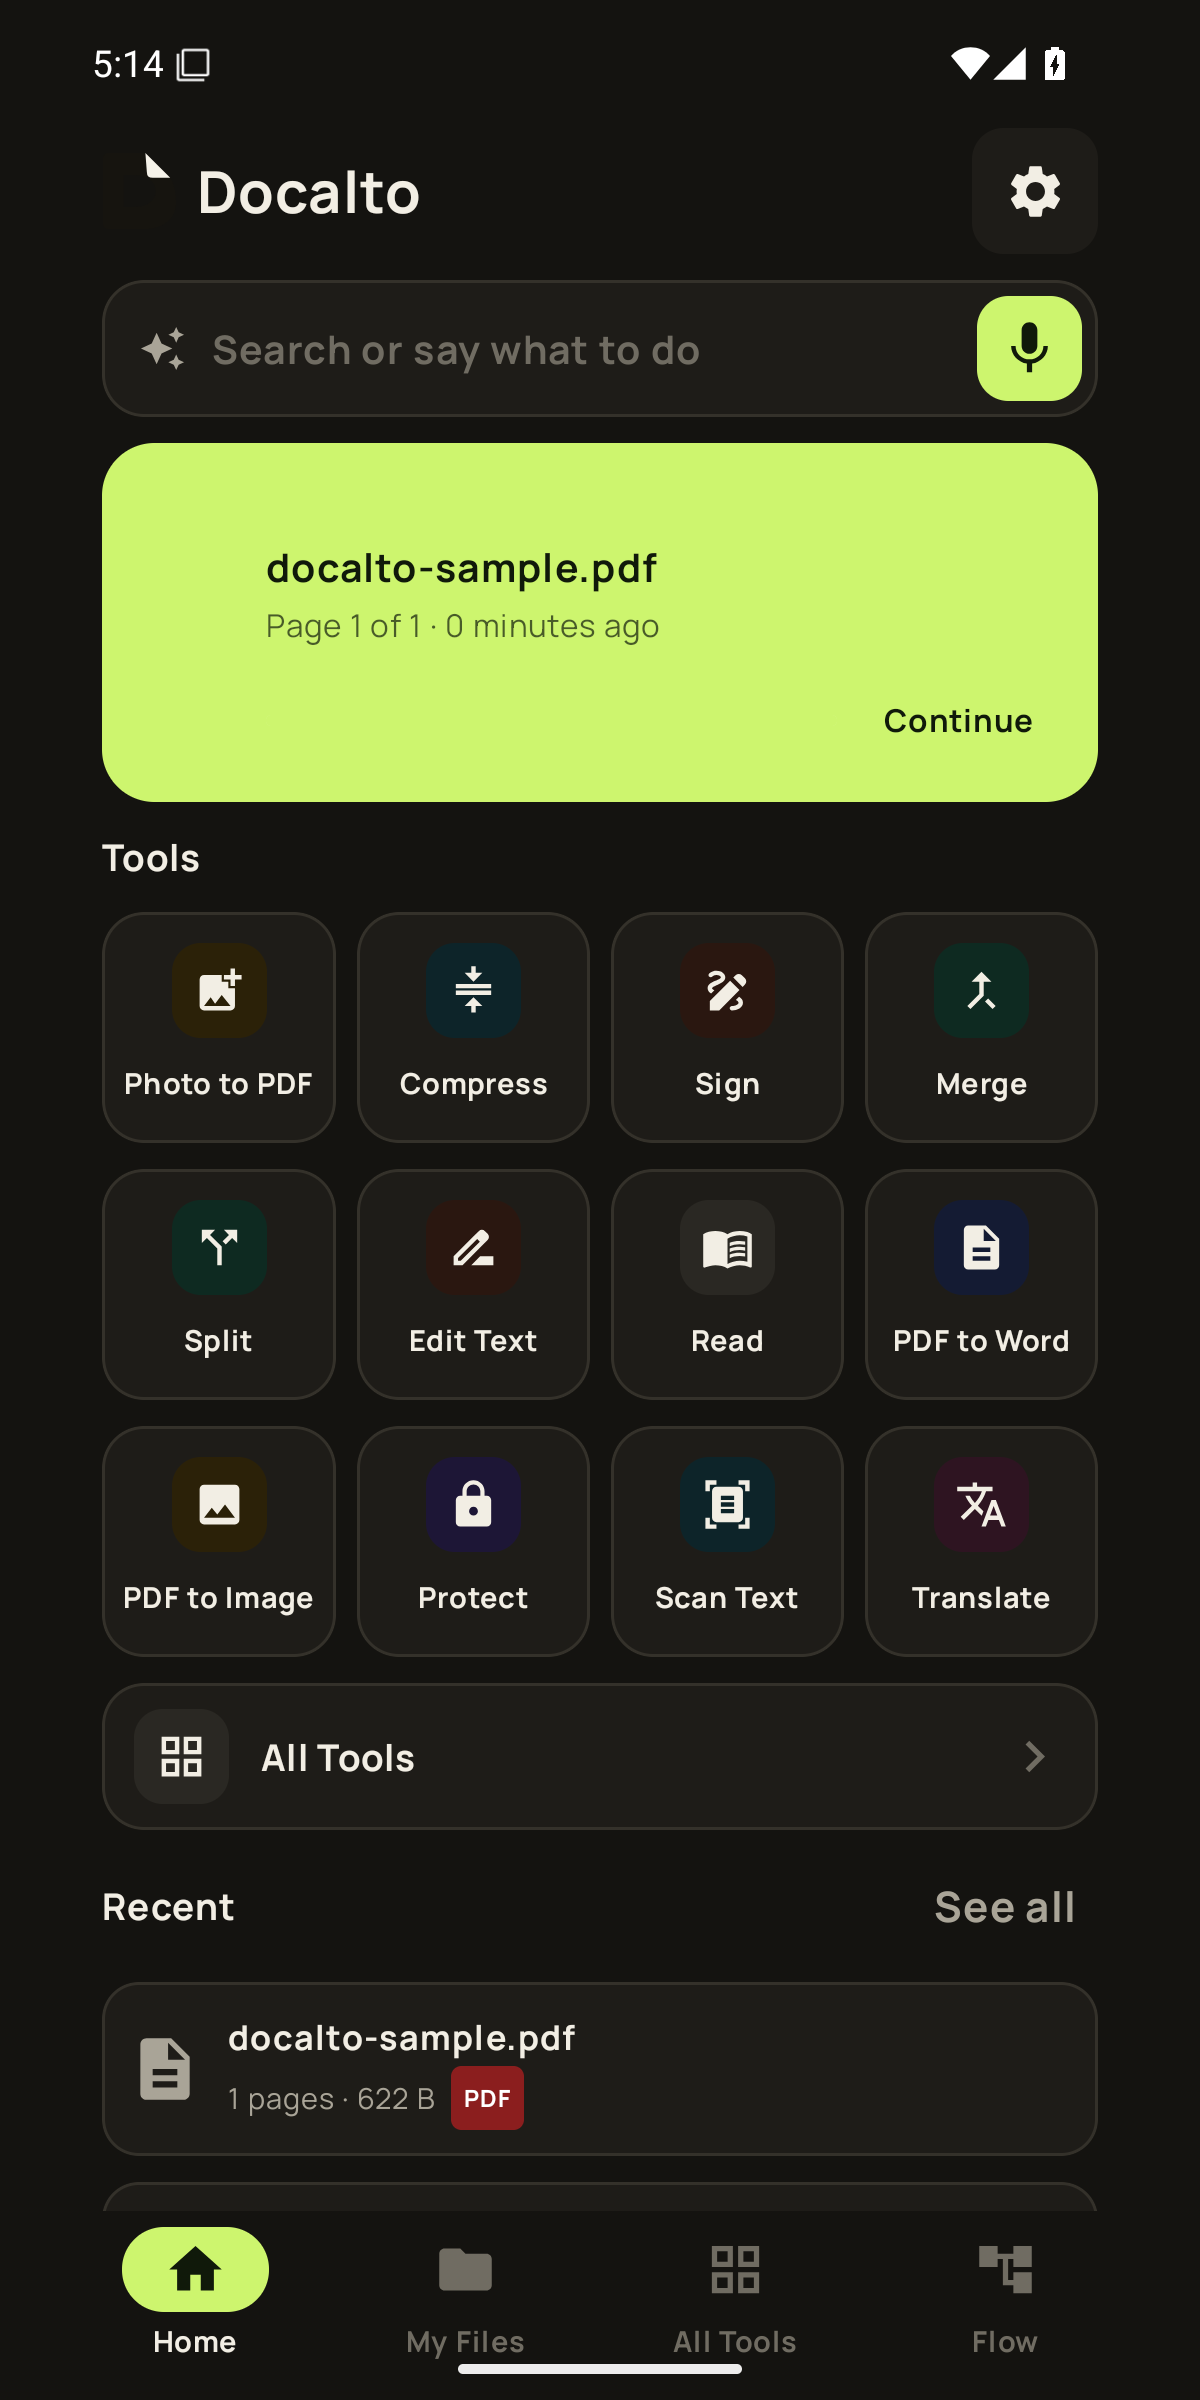 5:14
Docalto
Search or say what to do
docalto-sample.pdf
Page 1 of 1 · 0 minutes ago
Continue
Tools
Photo to PDF
Compress
Sign
Merge
Split
Edit Text
Read
PDF to Word
PDF to Image
Protect
Scan Text
Translate
All Tools
Recent
See all
docalto-sample.pdf
1 pages · 622 B PDF
Home
My Files
All Tools
Flow